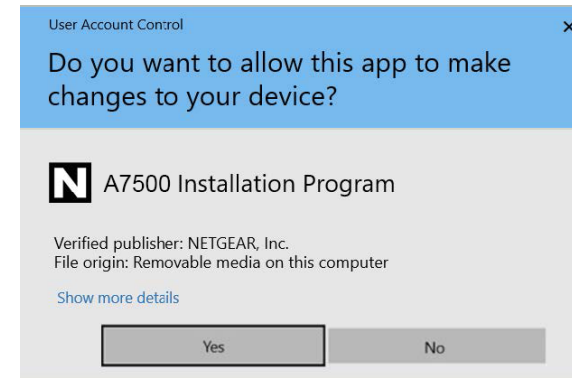 User Account Control
Do you want to allow this app to make
changes to your device?
N A7500 Installation Program
Verified publisher: NETGEAR, Inc.
File origin: Removable media on this computer
Show more details
Yes No